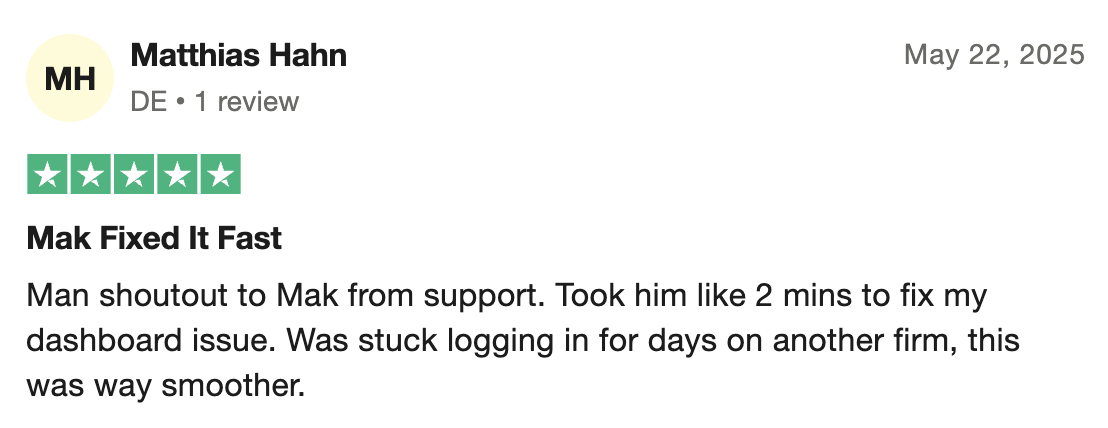 MH
Matthias Hahn
May 22, 2025
DE • 1 review
Mak Fixed It Fast
Man shoutout to Mak from support. Took him like 2 mins to fix my
dashboard issue. Was stuck logging in for days on another firm, this
was way smoother.